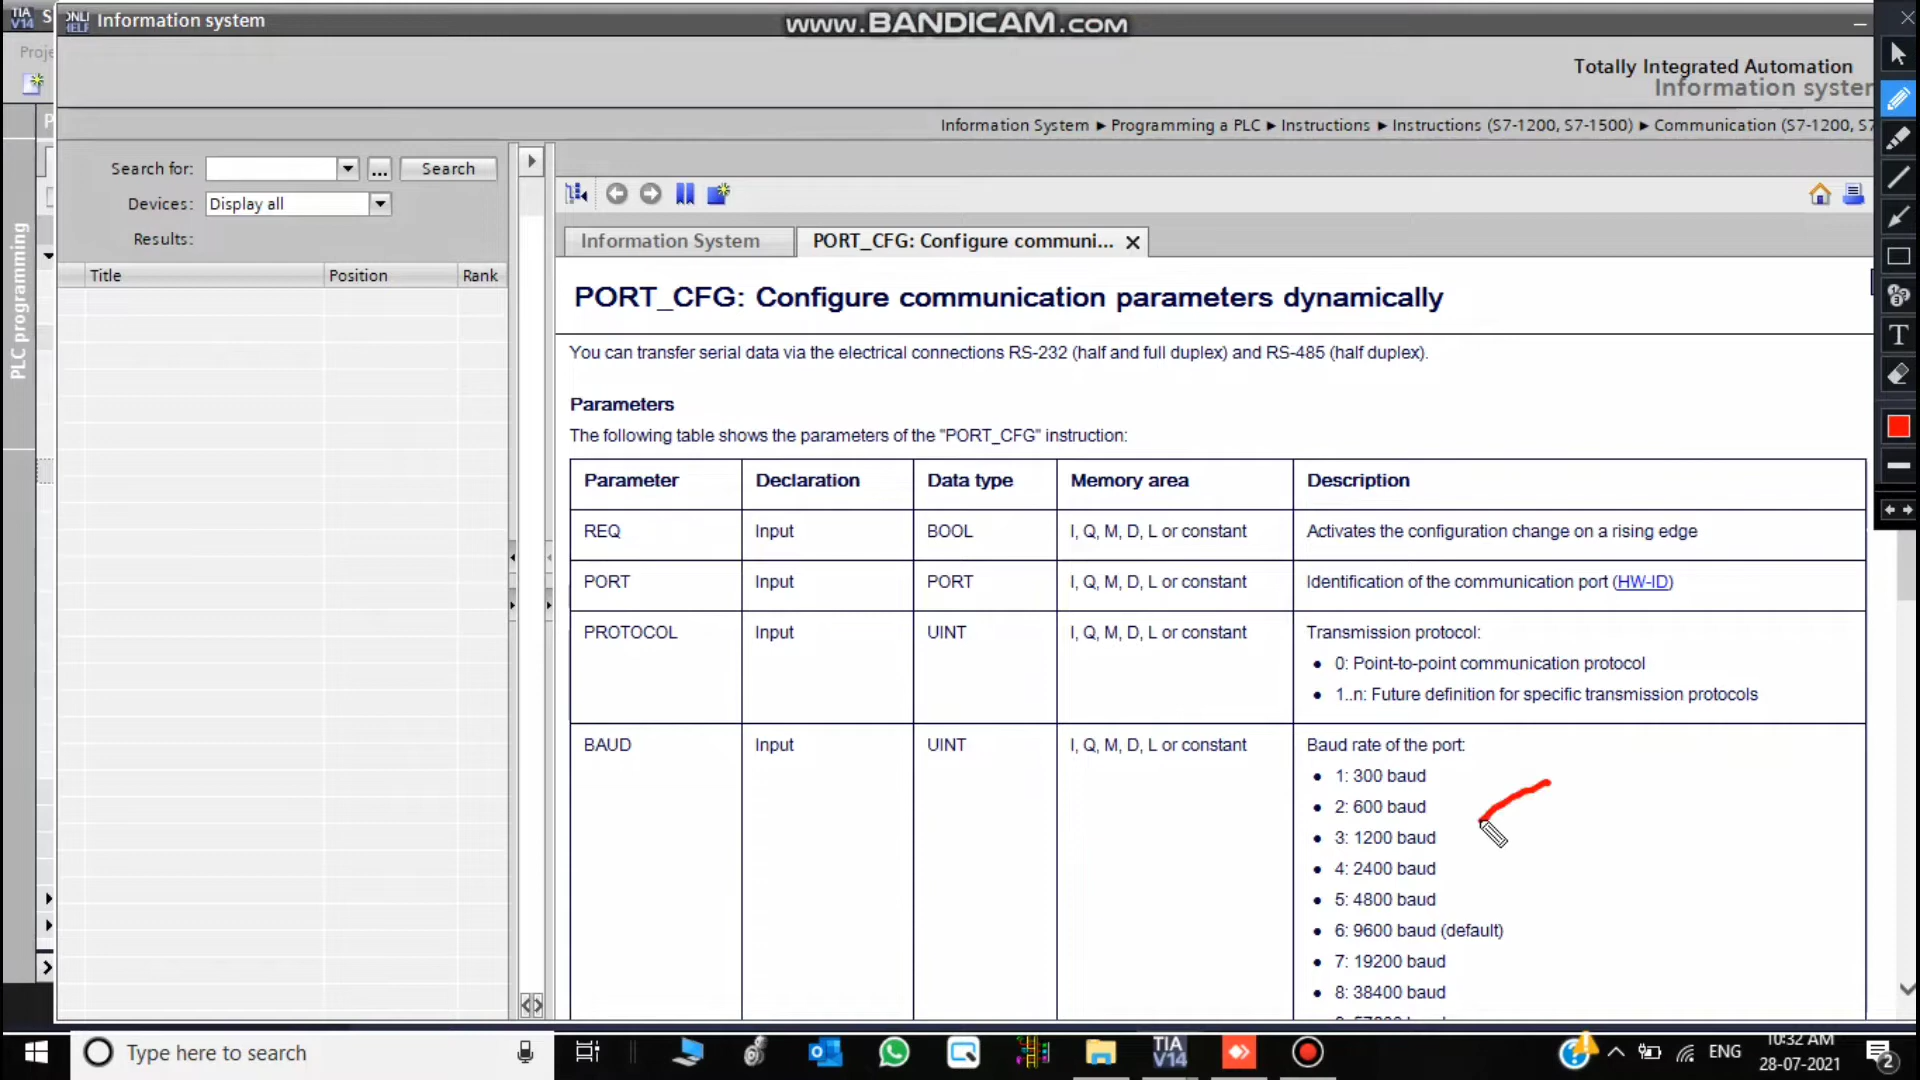 TIA V14 S
ONLI HELF Information system
www.BANDICAM.com
Proje
Totally Integrated Automation
Information system
Information System ► Programming a PLC ► Instructions ► Instructions (S7-1200, S7-1500) ► Communication (S7-1200, S7
P
Search for: ... Search
Devices: Display all
Results:
Title Position Rank
PLC programming
Information System
PORT_CFG: Configure communi...
PORT_CFG: Configure communication parameters dynamically
You can transfer serial data via the electrical connections RS-232 (half and full duplex) and RS-485 (half duplex).
Parameters
The following table shows the parameters of the "PORT_CFG" instruction:
Parameter Declaration Data type Memory area Description
REQ Input BOOL I, Q, M, D, L or constant Activates the configuration change on a rising edge
PORT Input PORT I, Q, M, D, L or constant Identification of the communication port (HW-ID)
PROTOCOL Input UINT I, Q, M, D, L or constant Transmission protocol:
• 0: Point-to-point communication protocol
• 1..n: Future definition for specific transmission protocols
BAUD Input UINT I, Q, M, D, L or constant Baud rate of the port:
• 1: 300 baud
• 2: 600 baud
• 3: 1200 baud
• 4: 2400 baud
• 5: 4800 baud
• 6: 9600 baud (default)
• 7: 19200 baud
• 8: 38400 baud
T
Type here to search
TIA V14
ENG
10:32 AM
28-07-2021
2